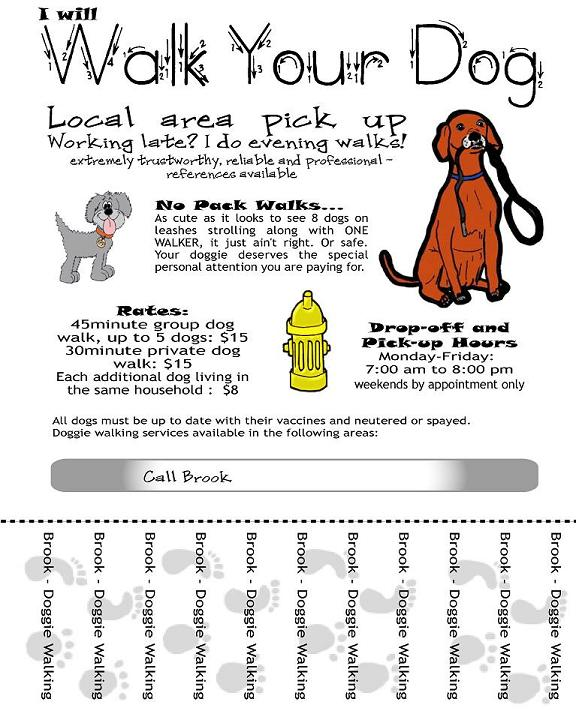 I will
Walk Your Dog
Local area pick up
Working late? I do evening walks!
extremely trustworthy, reliable and professional -
references available
No Pack Walks...
As cute as it looks to see 8 dogs on
leashes strolling along with ONE
WALKER, it just ain't right. Or safe.
Your doggie deserves the special
personal attention you are paying for.
Rates:
45minute group dog
walk, up to 5 dogs: $15
30minute private dog
walk: $15
Each additional dog living in
the same household : $8
Drop-off and
Pick-up Hours
Monday-Friday:
7:00 am to 8:00 pm
weekends by appointment only
All dogs must be up to date with their vaccines and neutered or spayed.
Doggie walking services available in the following areas:
Call Brook
Brook - Doggie Walking
Brook - Doggie Walking
Brook - Doggie Walking
Brook - Doggie Walking
Brook - Doggie Walking
Brook - Doggie Walking
Brook - Doggie Walking
Brook - Doggie Walking
Brook - Doggie Walking
Brook - Doggie Walking
Brook - Doggie Walking